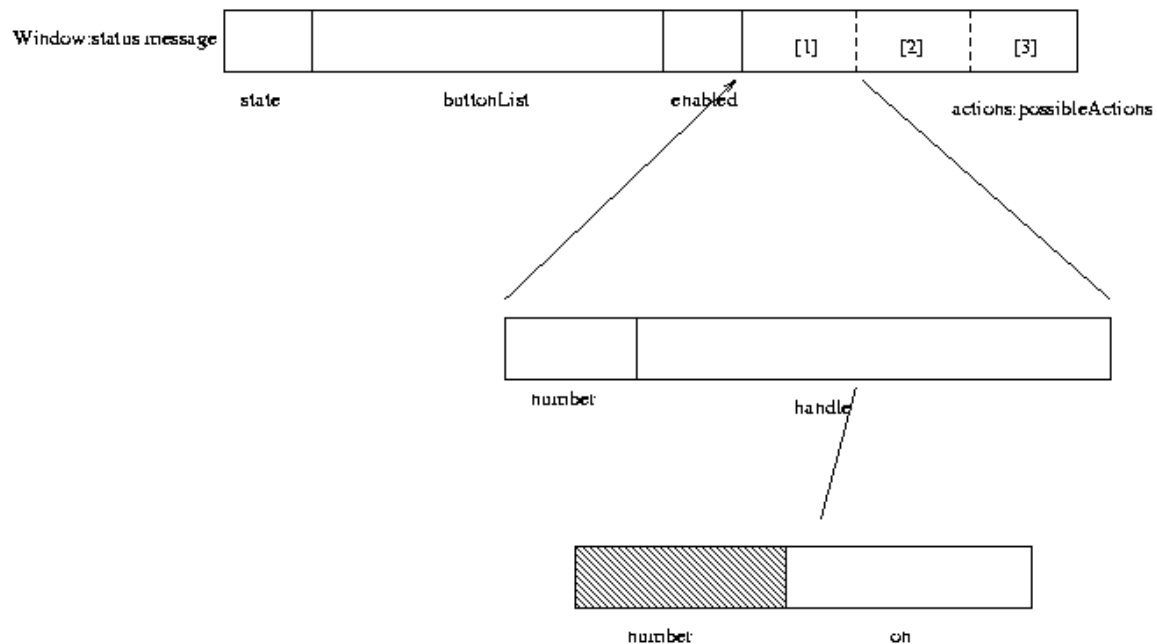 Window:status message
[1] [2] [3]
state buttonList enabled actions:possibleActions
number handle
number on